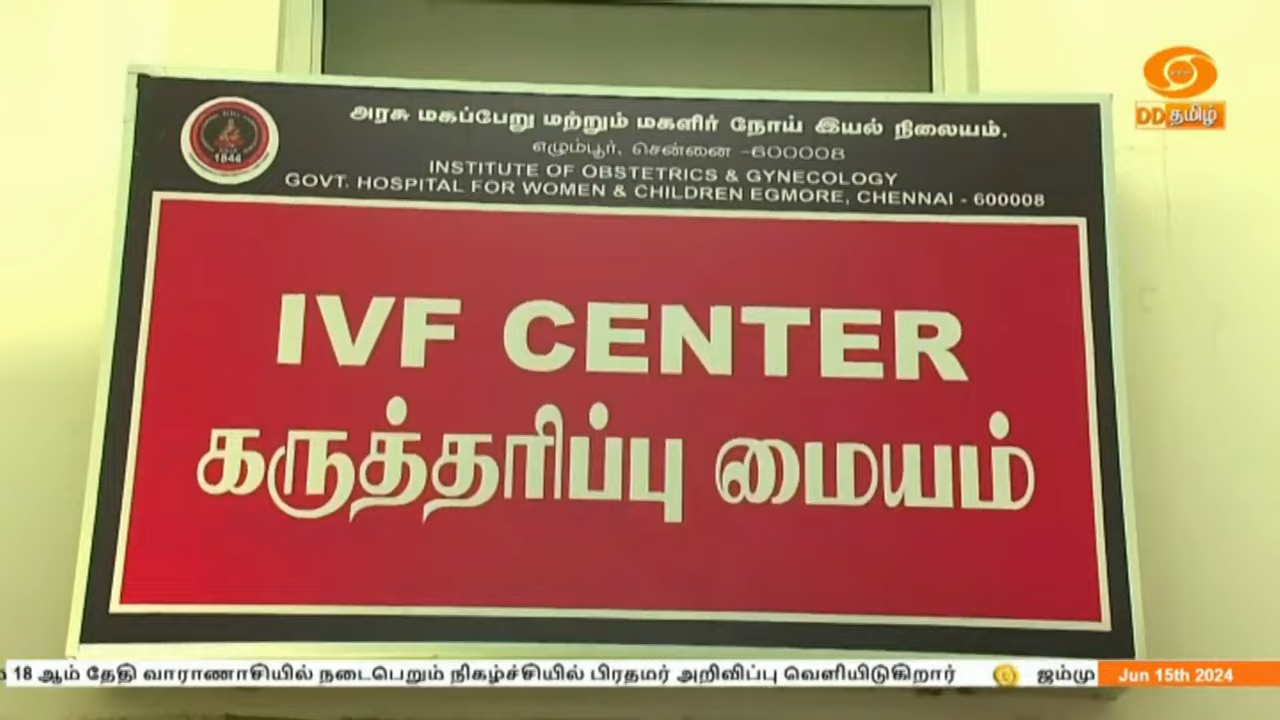 அரசு மகப்பேறு மற்றும் மகளிர் நோய் இயல் நிலையம்.
எழும்பூர், சென்னை -600008
INSTITUTE OF OBSTETRICS & GYNECOLOGY
GOVT. HOSPITAL FOR WOMEN & CHILDREN EGMORE, CHENNAI - 600008
1844
DD தமிழ்
IVF CENTER
கருத்தரிப்பு மையம்
18 ஆம் தேதி வாராணாசியில் நடைபெறும் நிகழ்ச்சியில் பிரதமர் அறிவிப்பு வெளியிடுகிறார் ஜம்மு
Jun 15th 2024